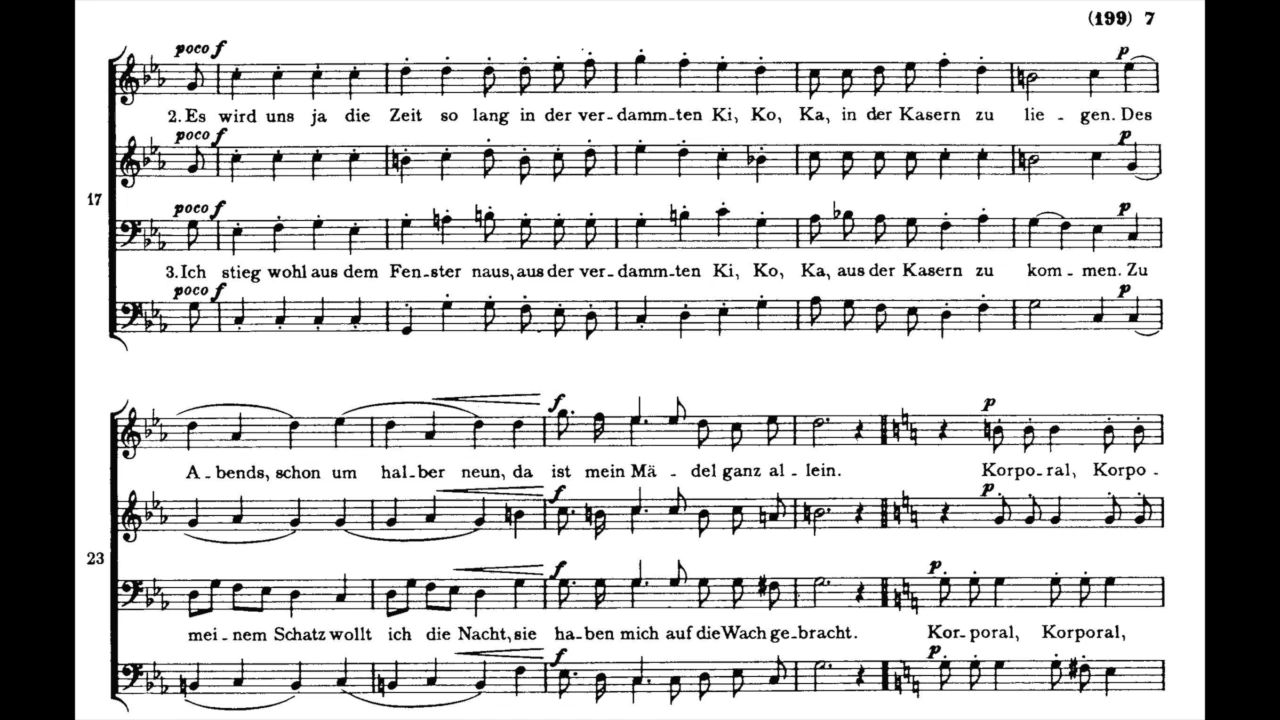 (199) 7
poco f
2. Es wird uns ja die Zeit so lang in der ver-damm-ten Ki, Ko, Ka, in der Kasern zu lie - gen. Des
p
poco f
p
17
poco f
p
3. Ich stieg wohl aus dem Fen-ster naus, aus der ver-damm-ten Ki, Ko, Ka, aus der Kasern zu kom - men. Zu
poco f
p
f
p
A - bends, schon um hal-ber neun, da ist mein Mä - del ganz al-lein. Korpo-ral, Korpo -
f
p
23
f
p
mei - nem Schatz wollt ich die Nacht, sie ha-ben mich auf die Wach ge-bracht. Kor-poral, Korporal,
f
p